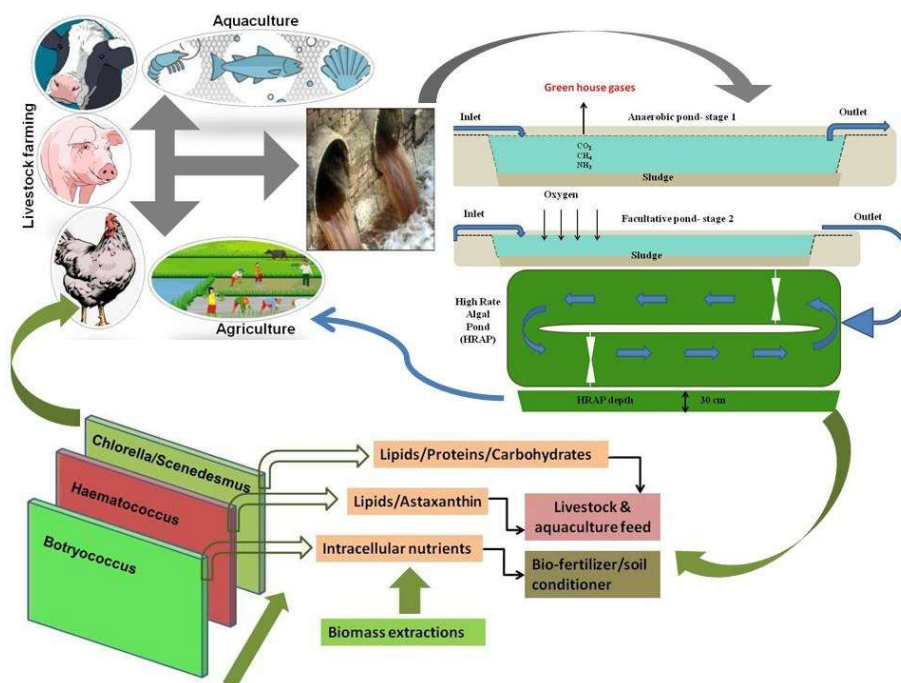 Aquaculture
Livestock farming
Agriculture
Green house gases
Inlet
Anaerobic pond- stage 1
Outlet
CO2
CH4
NH3
Sludge
Oxygen
Inlet
Facultative pond- stage 2
Outlet
Sludge
High Rate
Algal
Pond
(HRAP)
HRAP depth
30 cm
Chlorella/Scenedesmus
Haematococcus
Botryococcus
Lipids/Proteins/Carbohydrates
Lipids/Astaxanthin
Intracellular nutrients
Livestock &
aquaculture feed
Bio-fertilizer/soil
conditioner
Biomass extractions